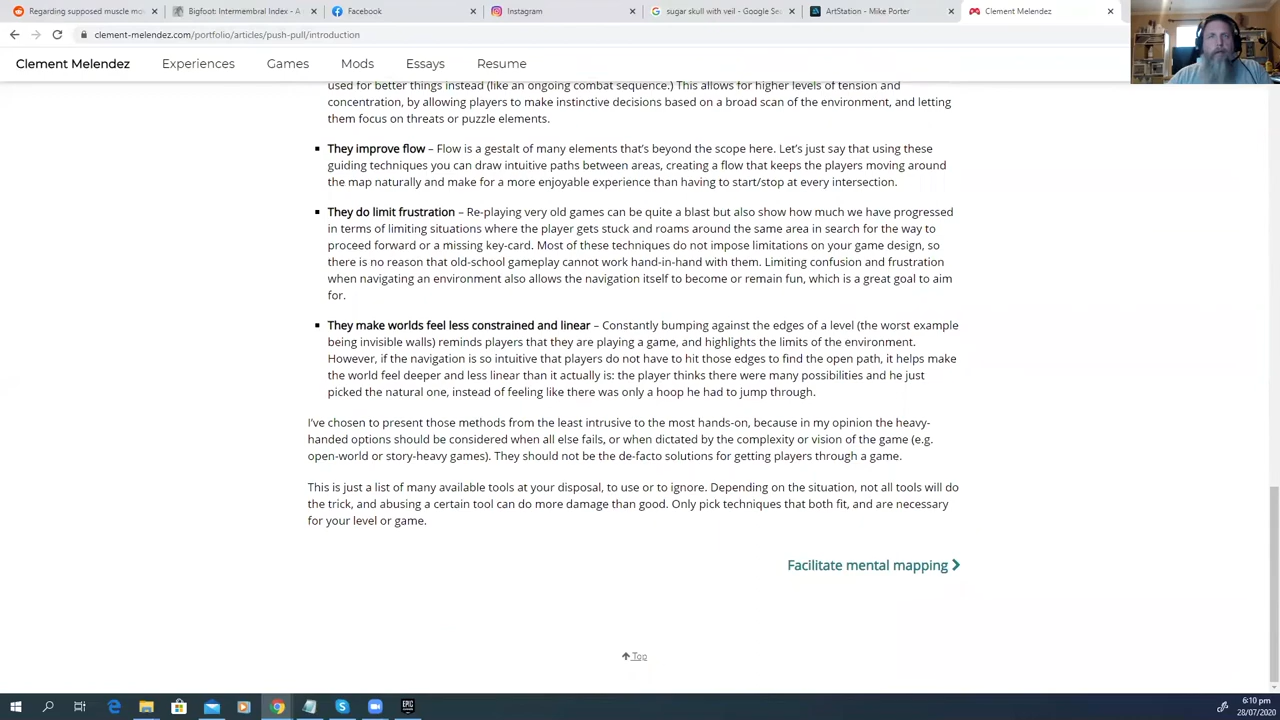 Regarding supposed muscle mo
Bigfoot Intermembral Index - A
Facebook
Instagram
sugar skull with veil - Google Se
ArtStation - Mike Porter
Clement Melendez
clement-melendez.com/portfolio/articles/push-pull/introduction
Clement Melendez Experiences Games Mods Essays Resume
used for better things instead (like an ongoing combat sequence.) This allows for higher levels of tension and
concentration, by allowing players to make instinctive decisions based on a broad scan of the environment, and letting
them focus on threats or puzzle elements.
They improve flow – Flow is a gestalt of many elements that's beyond the scope here. Let's just say that using these
guiding techniques you can draw intuitive paths between areas, creating a flow that keeps the players moving around
the map naturally and make for a more enjoyable experience than having to start/stop at every intersection.
They do limit frustration – Re-playing very old games can be quite a blast but also show how much we have progressed
in terms of limiting situations where the player gets stuck and roams around the same area in search for the way to
proceed forward or a missing key-card. Most of these techniques do not impose limitations on your game design, so
there is no reason that old-school gameplay cannot work hand-in-hand with them. Limiting confusion and frustration
when navigating an environment also allows the navigation itself to become or remain fun, which is a great goal to aim
for.
They make worlds feel less constrained and linear – Constantly bumping against the edges of a level (the worst example
being invisible walls) reminds players that they are playing a game, and highlights the limits of the environment.
However, if the navigation is so intuitive that players do not have to hit those edges to find the open path, it helps make
the world feel deeper and less linear than it actually is: the player thinks there were many possibilities and he just
picked the natural one, instead of feeling like there was only a hoop he had to jump through.
I've chosen to present those methods from the least intrusive to the most hands-on, because in my opinion the heavy-
handed options should be considered when all else fails, or when dictated by the complexity or vision of the game (e.g.
open-world or story-heavy games). They should not be the de-facto solutions for getting players through a game.
This is just a list of many available tools at your disposal, to use or to ignore. Depending on the situation, not all tools will do
the trick, and abusing a certain tool can do more damage than good. Only pick techniques that both fit, and are necessary
for your level or game.
Facilitate mental mapping
Top
EPIC
6:10 pm
28/07/2020